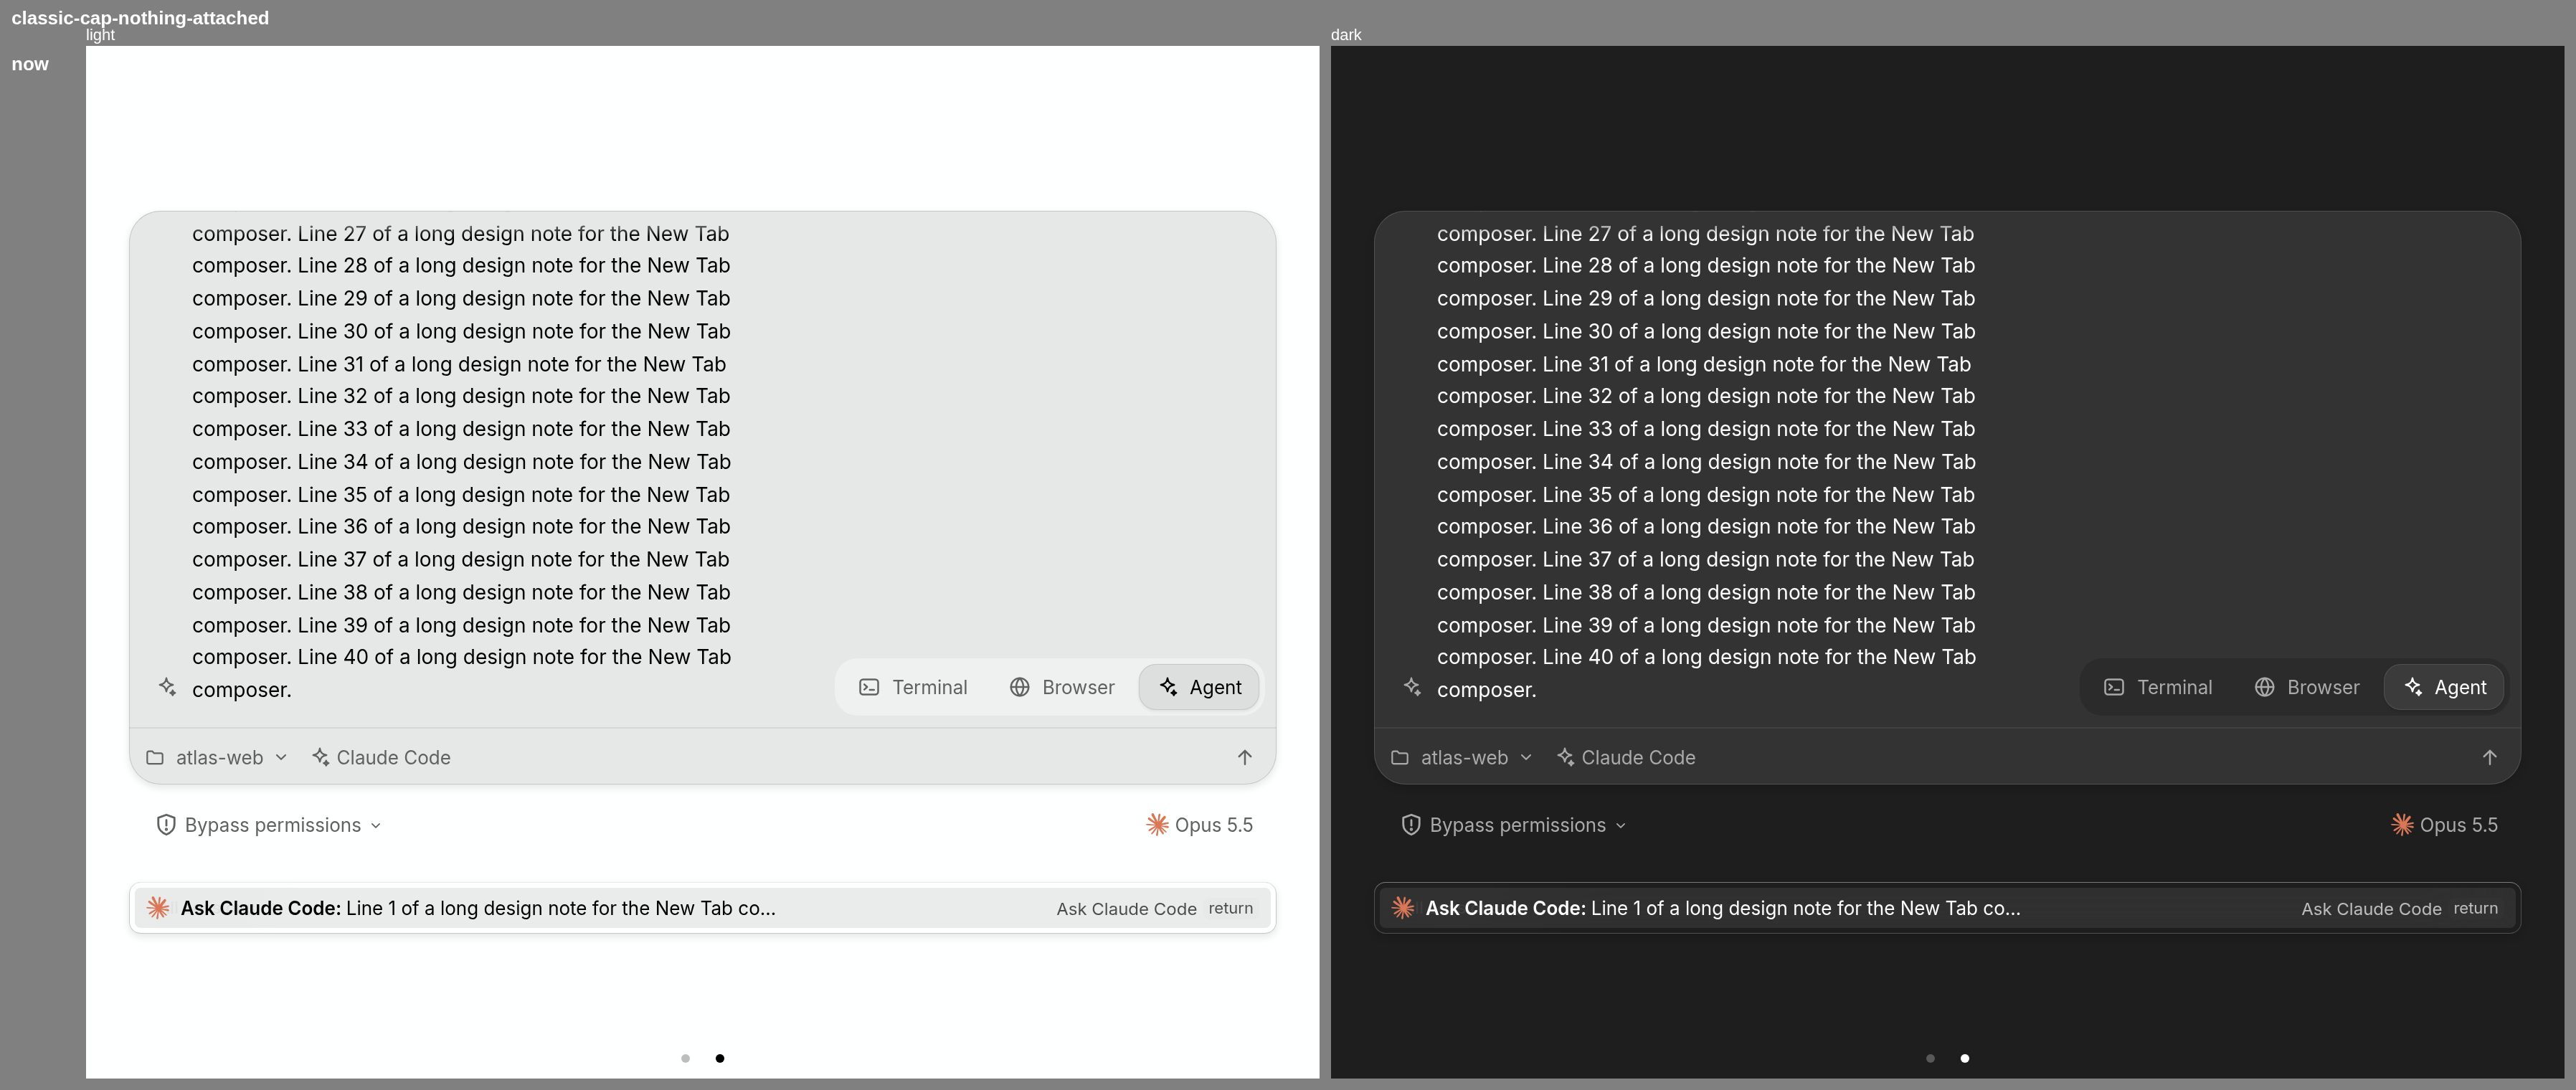 classic-cap-nothing-attached
light
dark
now
composer. Line 27 of a long design note for the New Tab
composer. Line 28 of a long design note for the New Tab
composer. Line 29 of a long design note for the New Tab
composer. Line 30 of a long design note for the New Tab
composer. Line 31 of a long design note for the New Tab
composer. Line 32 of a long design note for the New Tab
composer. Line 33 of a long design note for the New Tab
composer. Line 34 of a long design note for the New Tab
composer. Line 35 of a long design note for the New Tab
composer. Line 36 of a long design note for the New Tab
composer. Line 37 of a long design note for the New Tab
composer. Line 38 of a long design note for the New Tab
composer. Line 39 of a long design note for the New Tab
composer. Line 40 of a long design note for the New Tab
composer.
Terminal Browser Agent
atlas-web Claude Code
Bypass permissions Opus 5.5
Ask Claude Code: Line 1 of a long design note for the New Tab co... Ask Claude Code return
composer. Line 27 of a long design note for the New Tab
composer. Line 28 of a long design note for the New Tab
composer. Line 29 of a long design note for the New Tab
composer. Line 30 of a long design note for the New Tab
composer. Line 31 of a long design note for the New Tab
composer. Line 32 of a long design note for the New Tab
composer. Line 33 of a long design note for the New Tab
composer. Line 34 of a long design note for the New Tab
composer. Line 35 of a long design note for the New Tab
composer. Line 36 of a long design note for the New Tab
composer. Line 37 of a long design note for the New Tab
composer. Line 38 of a long design note for the New Tab
composer. Line 39 of a long design note for the New Tab
composer. Line 40 of a long design note for the New Tab
composer.
Terminal Browser Agent
atlas-web Claude Code
Bypass permissions Opus 5.5
Ask Claude Code: Line 1 of a long design note for the New Tab co... Ask Claude Code return